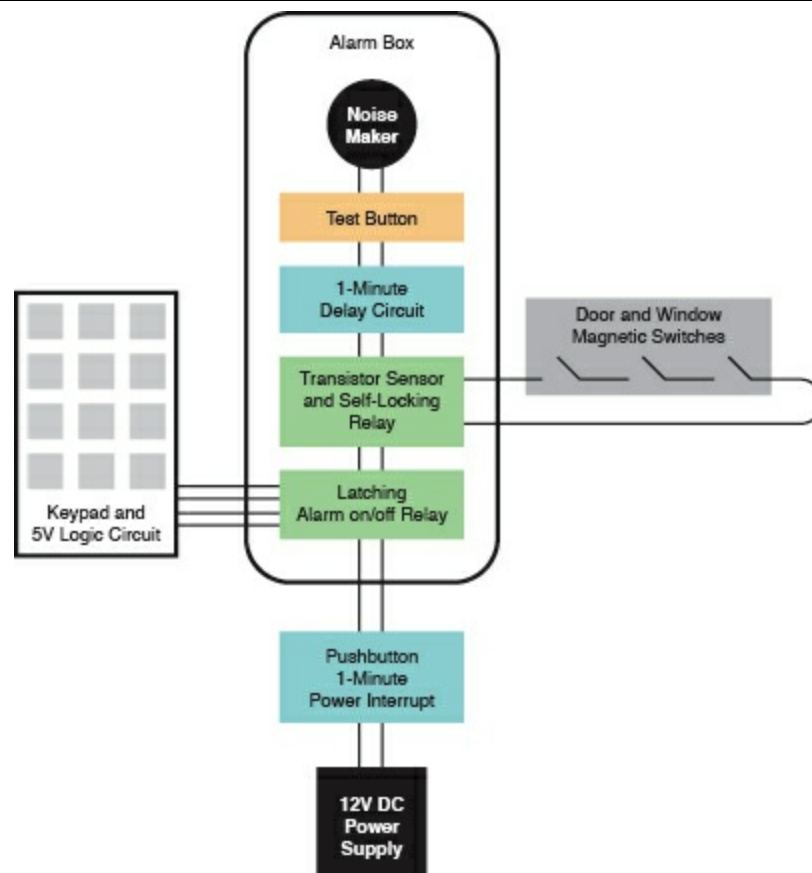 Alarm Box
Noise
Maker
Test Button
1-Minute
Delay Circuit
Door and Window
Magnetic Switches
Transistor Sensor
and Self-Locking
Relay
Latching
Alarm on/off Relay
Keypad and
5V Logic Circuit
Pushbutton
1-Minute
Power Interrupt
12V DC
Power
Supply